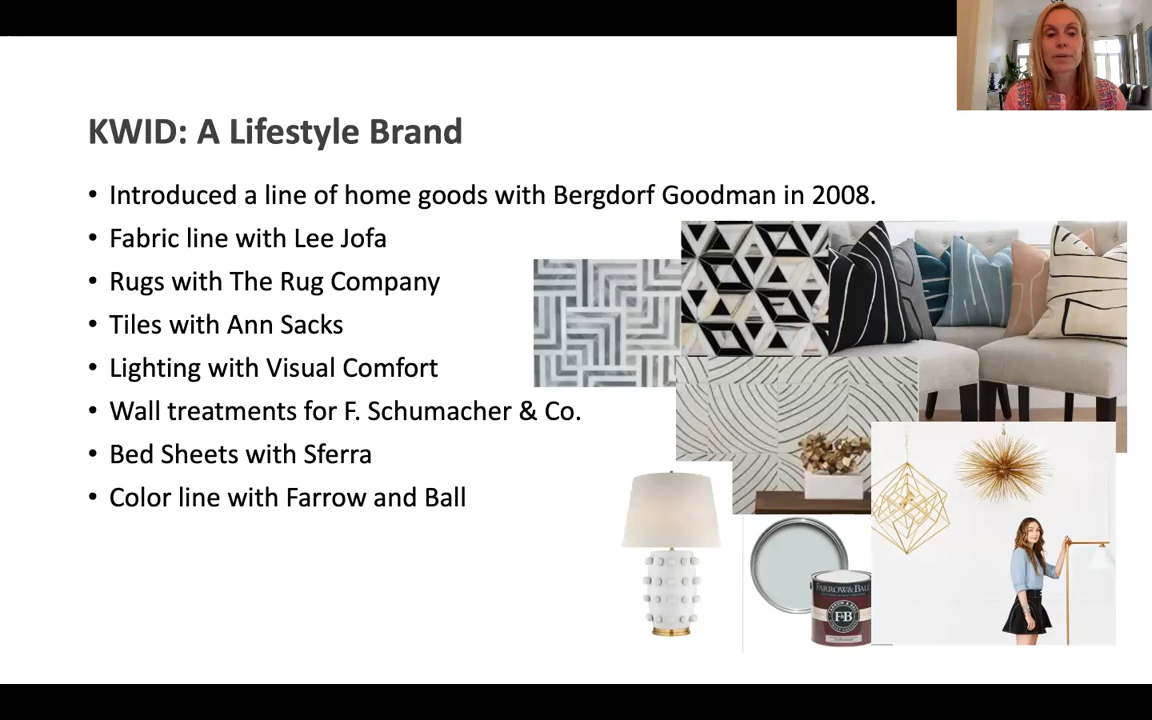 KWID: A Lifestyle Brand
• Introduced a line of home goods with Bergdorf Goodman in 2008.
• Fabric line with Lee Jofa
• Rugs with The Rug Company
• Tiles with Ann Sacks
• Lighting with Visual Comfort
• Wall treatments for F. Schumacher & Co.
• Bed Sheets with Sferra
• Color line with Farrow and Ball
FARROW&BALL
F&B